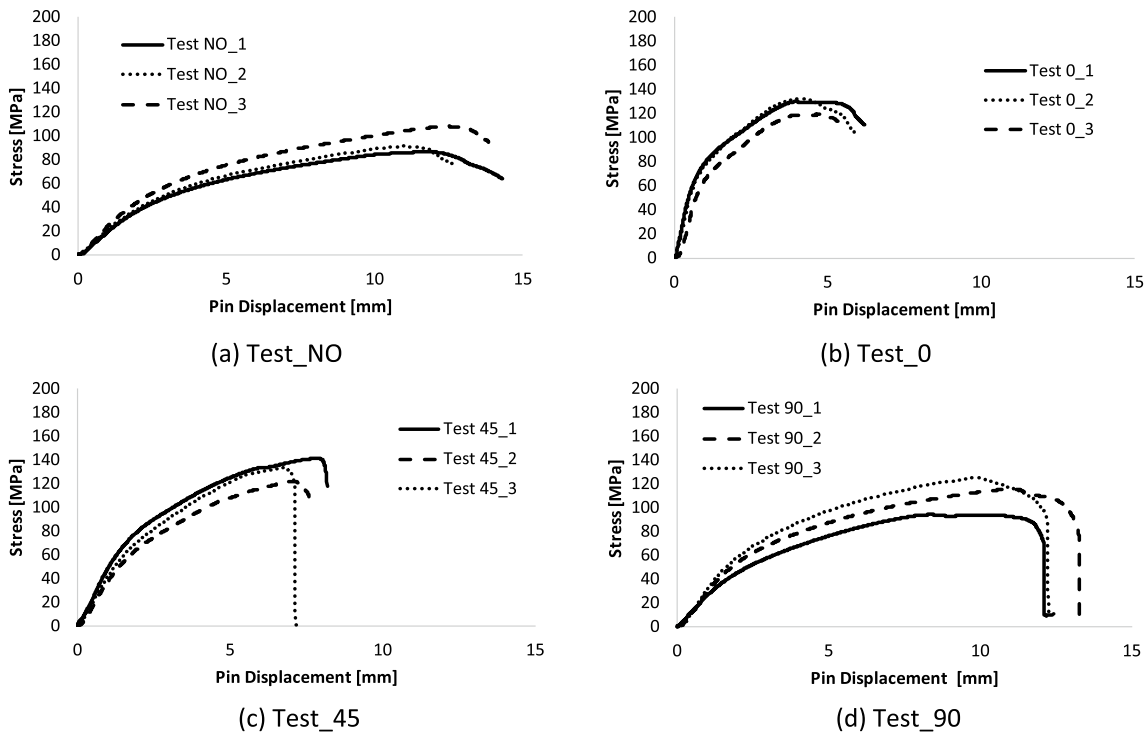 200
180
160
140
120
100
80
60
40
20
0
Stress [MPa]
Test NO_1
Test NO_2
Test NO_3
0 5 10 15
Pin Displacement [mm]
(a) Test_NO
200
180
160
140
120
100
80
60
40
20
0
Stress [MPa]
Test 0_1
Test 0_2
Test 0_3
0 5 10 15
Pin Displacement [mm]
(b) Test_0
200
180
160
140
120
100
80
60
40
20
0
Stress [MPa]
Test 45_1
Test 45_2
Test 45_3
0 5 10 15
Pin Displacement [mm]
(c) Test_45
200
180
160
140
120
100
80
60
40
20
0
Stress [MPa]
Test 90_1
Test 90_2
Test 90_3
0 5 10 15
Pin Displacement [mm]
(d) Test_90